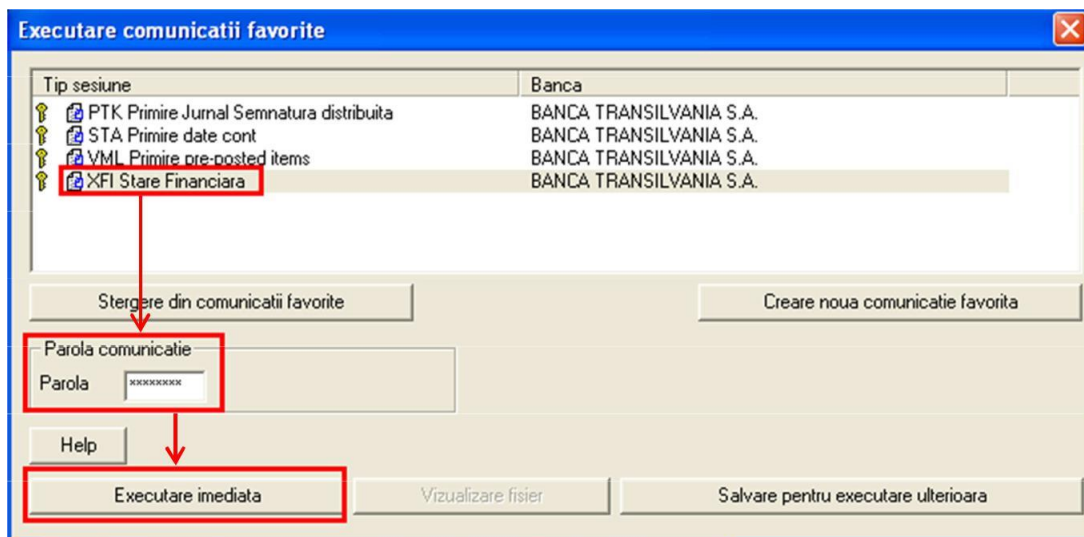 Executare comunicatii favorite
Tip sesiune Banca
PTK Primire Jurnal Semnatura distribuita BANCA TRANSILVANIA S.A.
STA Primire date cont BANCA TRANSILVANIA S.A.
VML Primire pre-posted items BANCA TRANSILVANIA S.A.
XFI Stare Financiara BANCA TRANSILVANIA S.A.
Stergere din comunicatii favorite Creare noua comunicatie favorita
Parola comunicatie
Parola ********
Help
Executare imediata Vizualizare fisier Salvare pentru executare ulterioara